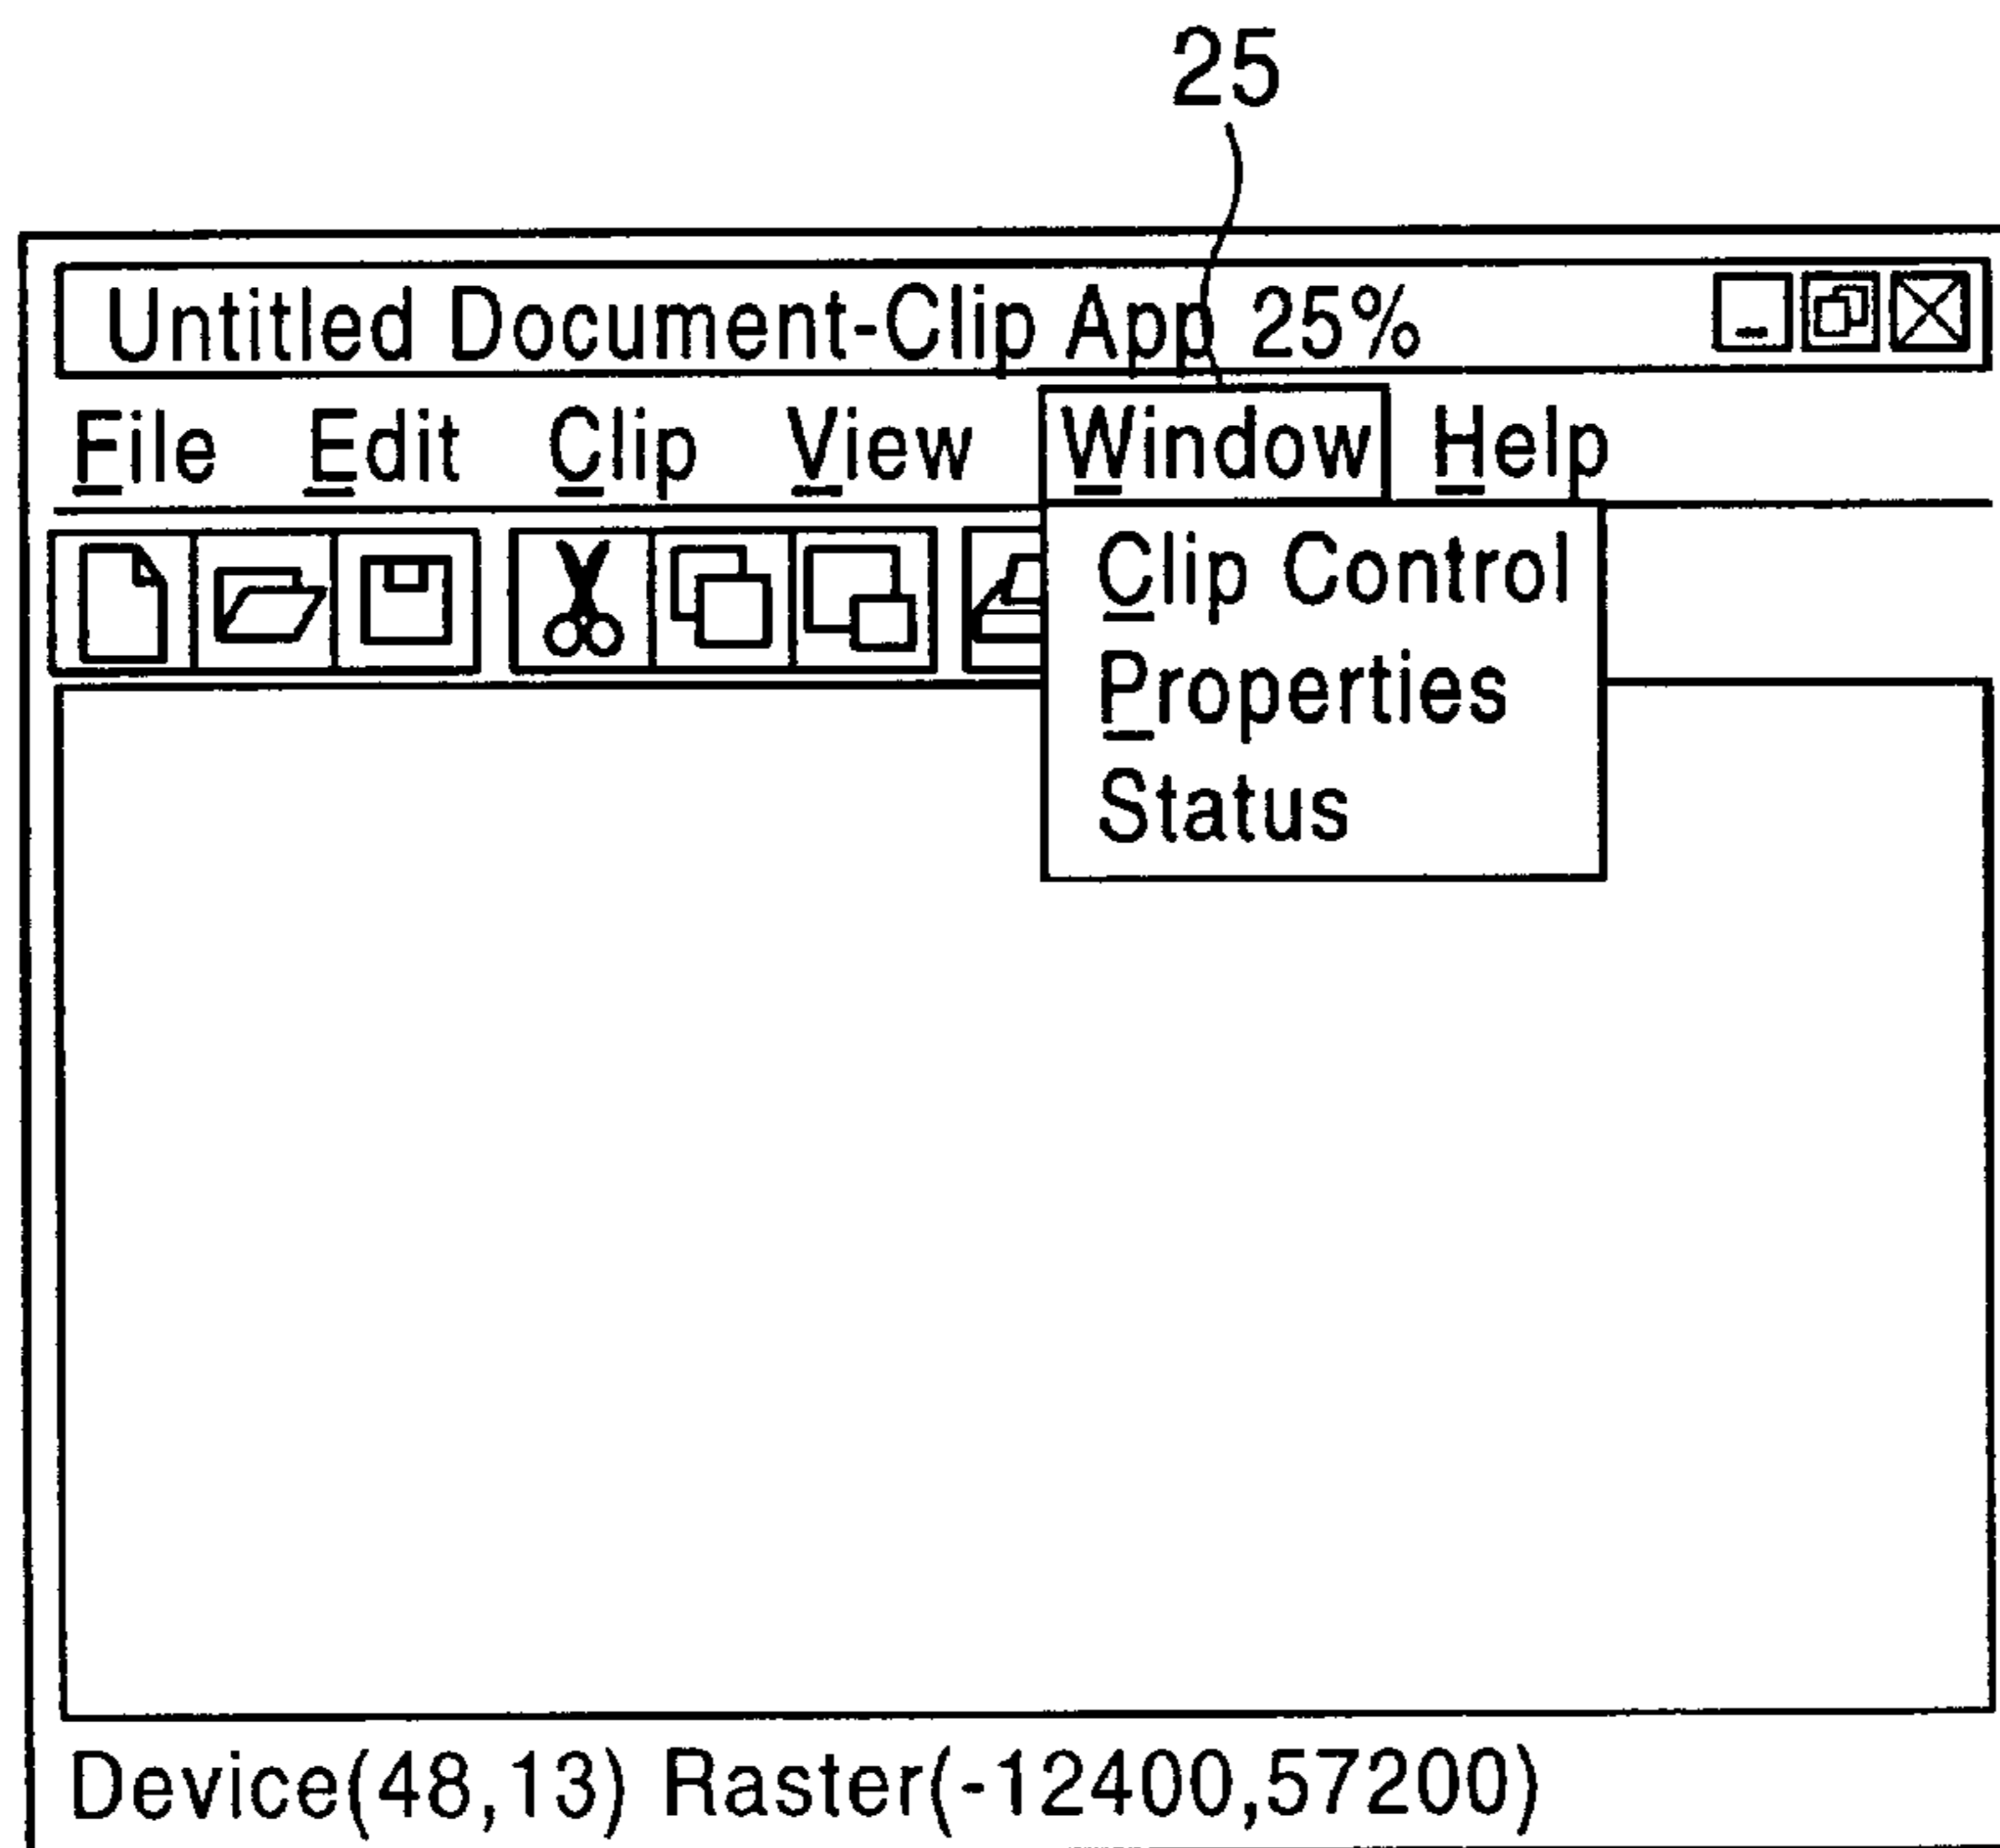 25
Untitled Document-Clip App 25%
File Edit Clip View Window Help
Clip Control
Properties
Status
Device(48,13) Raster(-12400,57200)